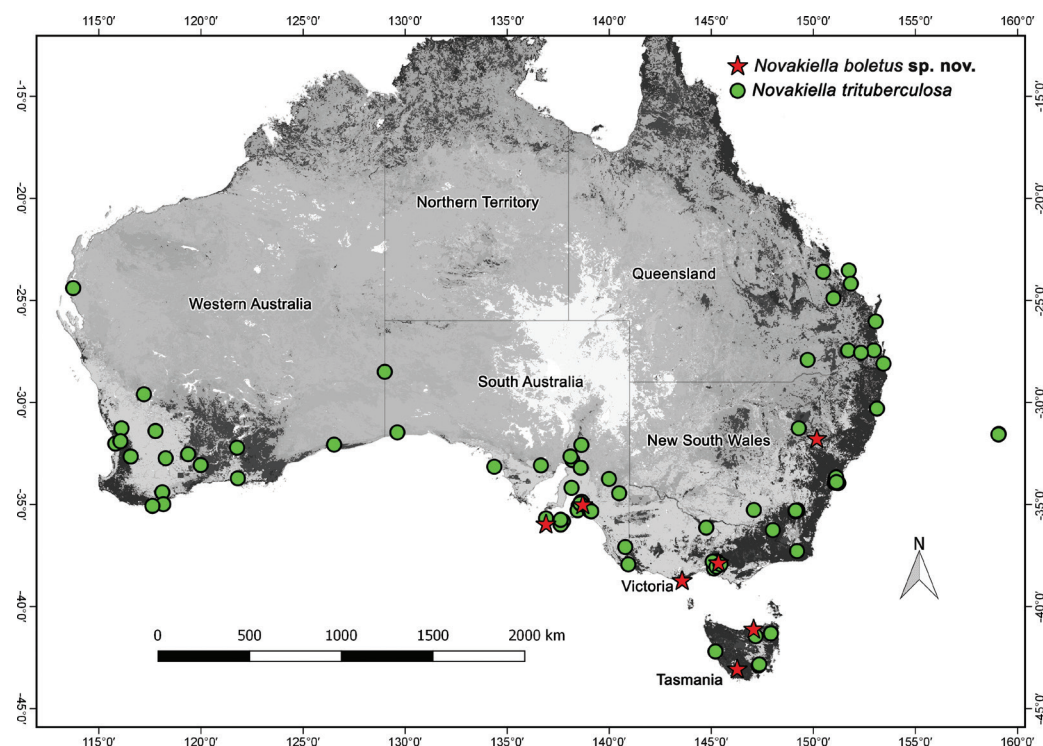 115°0' 120°0' 125°0' 130°0' 135°0' 140°0' 145°0' 150°0' 155°0' 160°0'
Novakiella boletus sp. nov.
Novakiella trituberculosa
-15°0' -15°0'
-20°0' -20°0'
Northern Territory
Queensland
Western Australia
-25°0' -25°0'
South Australia
-30°0' -30°0'
New South Wales
-35°0' -35°0'
N
Victoria
-40°0' -40°0'
0 500 1000 1500 2000 km
Tasmania
-45°0' -45°0'
115°0' 120°0' 125°0' 130°0' 135°0' 140°0' 145°0' 150°0' 155°0' 160°0'